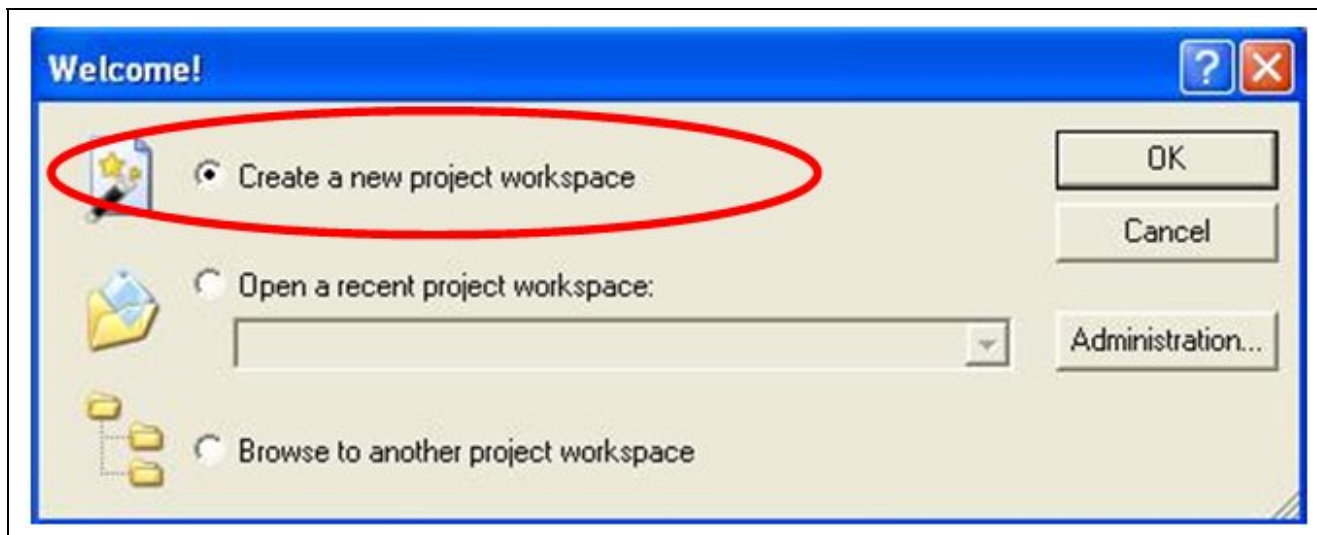 Welcome!
Create a new project workspace
OK
Cancel
Open a recent project workspace:
Administration...
Browse to another project workspace